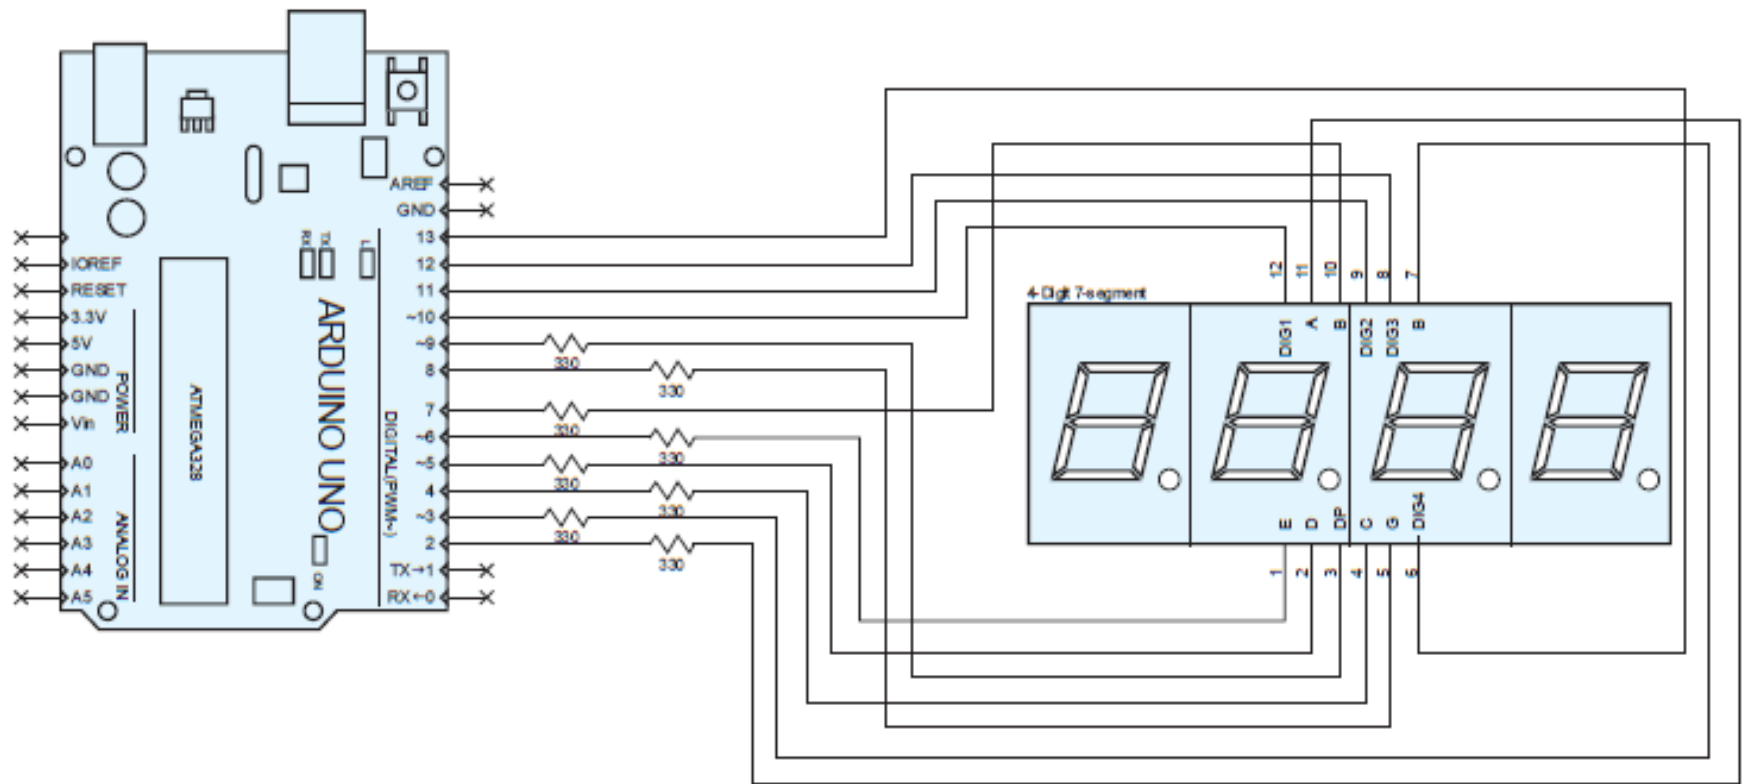 AREF
GND
13
12
11
~10
~9
8
7
~6
~5
4
~3
2
TX→1
RX←0
IOREF
RESET
3.3V
5V
GND
GND
Vin
A0
A1
A2
A3
A4
A5
POWER
ANALOG IN
ATMEGA328
RX
TX
L
ARDUINO UNO
DIGITAL(PWM~)
ON
330
330
330
330
330
330
330
330
4-Digit 7-segment
12
11
10
9
8
7
DIG1
A
B
DIG2
DIG3
B
E
D
DP
C
G
DIG4
1
2
3
4
5
6